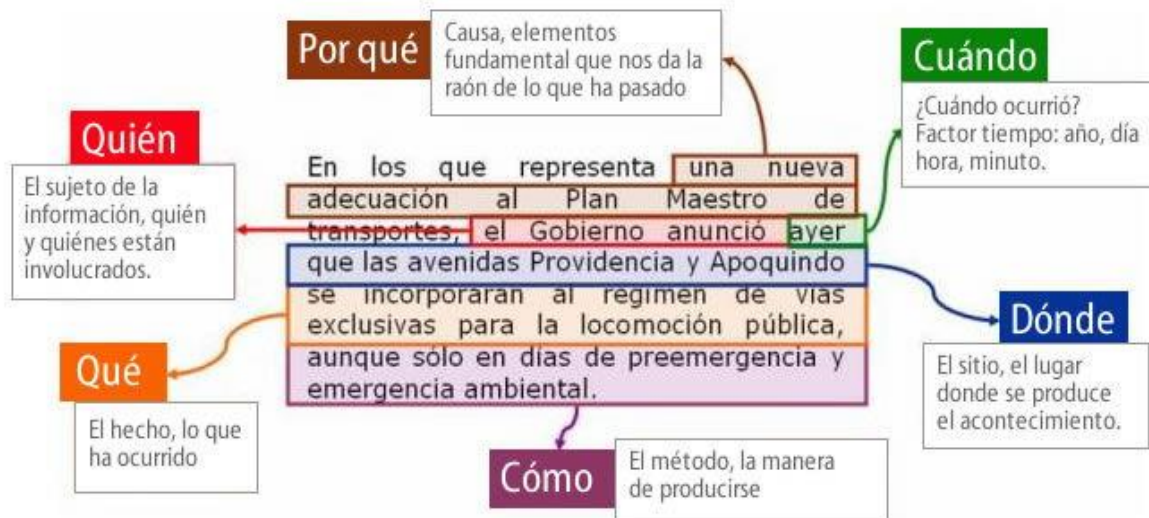 Por qué
Causa, elementos
fundamental que nos da la
raón de lo que ha pasado
Cuándo
¿Cuándo ocurrió?
Factor tiempo: año, día
hora, minuto.
Quién
El sujeto de la
información, quién
y quiénes están
involucrados.
En los que representa una nueva
adecuación al Plan Maestro de
transportes, el Gobierno anunció ayer
que las avenidas Providencia y Apoquindo
se incorporarán al régimen de vías
exclusivas para la locomoción pública,
aunque sólo en días de preemergencia y
emergencia ambiental.
Dónde
El sitio, el lugar
donde se produce
el acontecimiento.
Qué
El hecho, lo que
ha ocurrido
Cómo
El método, la manera
de producirse